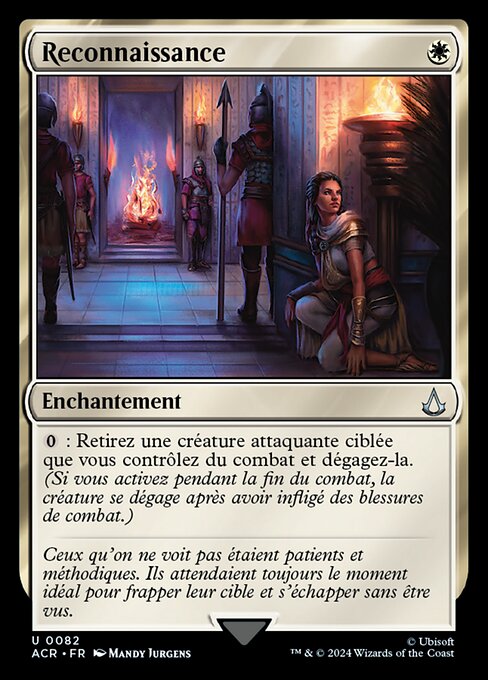 Reconnaissance
Enchantement
0 : Retirez une créature attaquante ciblée
que vous contrôlez du combat et dégagez-la.
(Si vous activez pendant la fin du combat, la
créature se dégage après avoir infligé des blessures
de combat.)
Ceux qu'on ne voit pas étaient patients et
méthodiques. Ils attendaient toujours le moment
idéal pour frapper leur cible et s'échapper sans être
vus.
U 0082
ACR • FR Mandy Jurgens
© Ubisoft
™ & © 2024 Wizards of the Coast